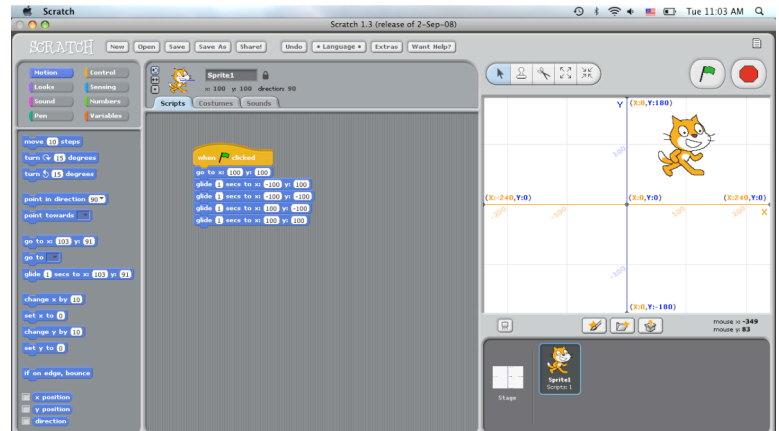 Scratch
Tue 11:03 AM
Scratch 1.3 (release of 2-Sep-08)
SCRATCH
New Open Save Save As Share! Undo • Language • Extras Want Help?
Motion Control
Looks Sensing
Sound Numbers
Pen Variables
Sprite1
x: 100 y: 100 direction: 90
Scripts Costumes Sounds
move 10 steps
turn 15 degrees
turn 15 degrees
point in direction 90
point towards
go to x: 103 y: 91
go to
glide 1 secs to x: 103 y: 91
change x by 10
set x to 0
change y by 10
set y to 0
if on edge, bounce
x position
y position
direction
when clicked
go to x: 100 y: 100
glide 1 secs to x: -100 y: 100
glide 1 secs to x: -100 y: -100
glide 1 secs to x: 100 y: -100
glide 1 secs to x: 100 y: 100
Y (X:0,Y:180)
100
(X:-240,Y:0) (X:0,Y:0) (X:240,Y:0)
-200 -100 100 200 X
-100
(X:0,Y:-180)
mouse x: -349
mouse y: 83
Sprite1
Scripts: 1
Stage